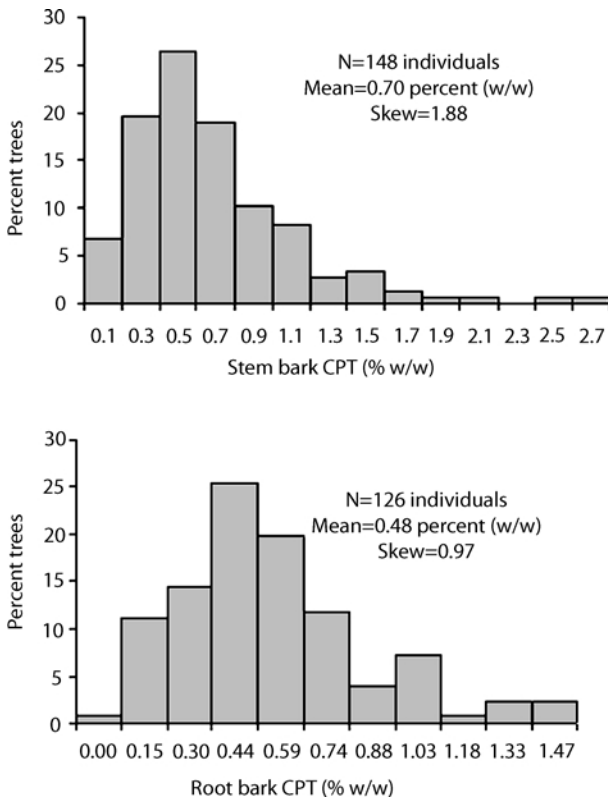 30
25
20
15
10
5
0
Percent trees
N=148 individuals
Mean=0.70 percent (w/w)
Skew=1.88
0.1 0.3 0.5 0.7 0.9 1.1 1.3 1.5 1.7 1.9 2.1 2.3 2.5 2.7
Stem bark CPT (% w/w)
30
25
20
15
10
5
0
Percent trees
N=126 individuals
Mean=0.48 percent (w/w)
Skew=0.97
0.00 0.15 0.30 0.44 0.59 0.74 0.88 1.03 1.18 1.33 1.47
Root bark CPT (% w/w)